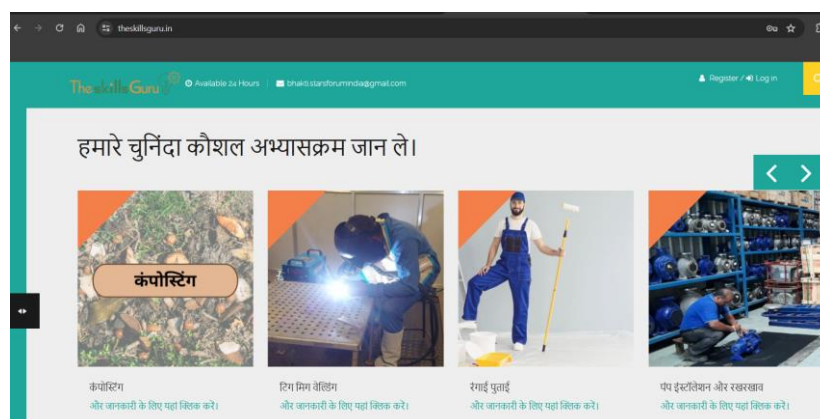 theskillsguru.in
TheskillsGuru
Available 24 Hours
bhakti.starsforumindia@gmail.com
Register / Log in
हमारे चुनिंदा कौशल अभ्यासक्रम जान ले।
कंपोस्टिंग
कंपोस्टिंग
और जानकारी के लिए यहां क्लिक करे।
टिग मिग वेल्डिंग
और जानकारी के लिए यहां क्लिक करे।
रंगाई पुताई
और जानकारी के लिए यहां क्लिक करे।
पंप इंस्टॉलेशन और रखरखाव
और जानकारी के लिए यहां क्लिक करे।